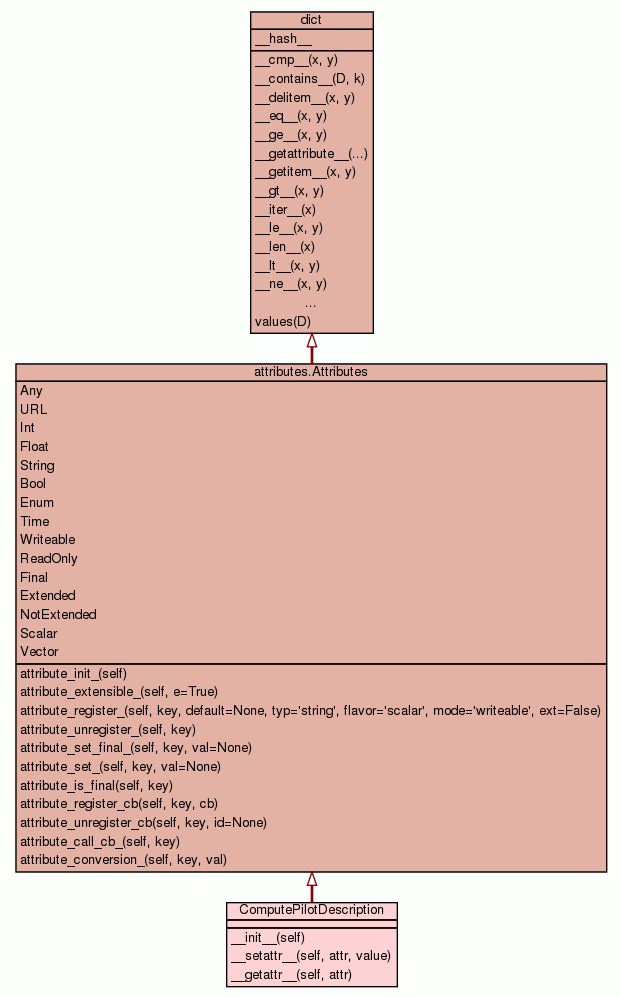 dict
__hash__
__cmp__(x, y)
__contains__(D, k)
__delitem__(x, y)
__eq__(x, y)
__ge__(x, y)
__getattribute__(...)
__getitem__(x, y)
__gt__(x, y)
__iter__(x)
__le__(x, y)
__len__(x)
__lt__(x, y)
__ne__(x, y)
...
values(D)
attributes.Attributes
Any
URL
Int
Float
String
Bool
Enum
Time
Writeable
ReadOnly
Final
Extended
NotExtended
Scalar
Vector
attribute_init_(self)
attribute_extensible_(self, e=True)
attribute_register_(self, key, default=None, typ='string', flavor='scalar', mode='writeable', ext=False)
attribute_unregister_(self, key)
attribute_set_final_(self, key, val=None)
attribute_set_(self, key, val=None)
attribute_is_final(self, key)
attribute_register_cb(self, key, cb)
attribute_unregister_cb(self, key, id=None)
attribute_call_cb_(self, key)
attribute_conversion_(self, key, val)
ComputePilotDescription
__init__(self)
__setattr__(self, attr, value)
__getattr__(self, attr)